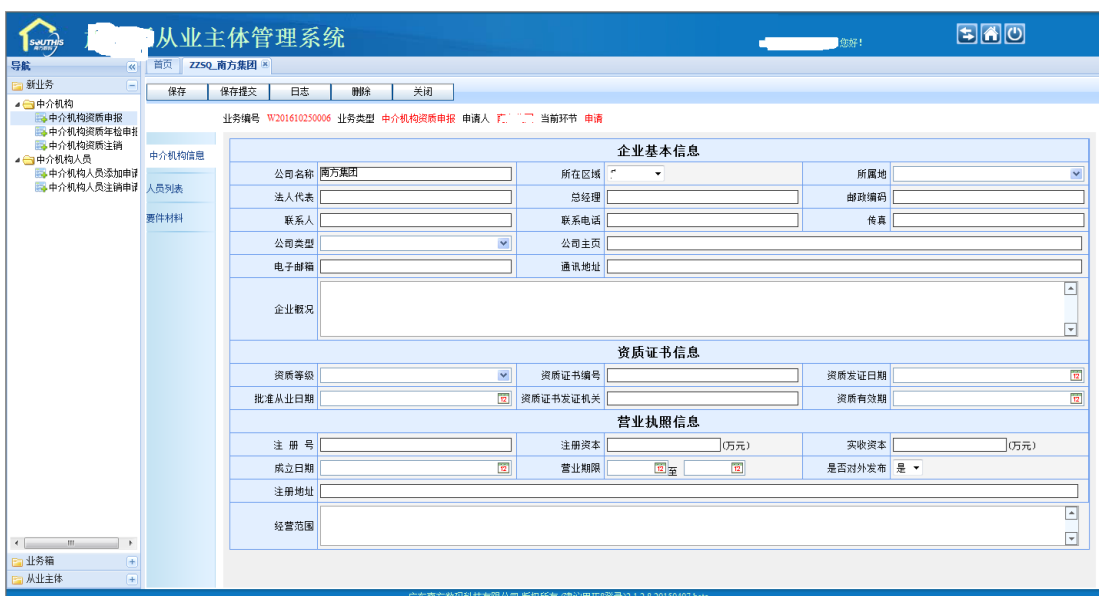 SOUTHIS
从业主体管理系统
您好！
导航
首页 ZZSQ_南方集团
新业务
保存 保存提交 日志 删除 关闭
中介机构
中介机构资质申报
中介机构资质年检申报
中介机构资质注销
中介机构人员
中介机构人员添加申请
中介机构人员注销申请
业务编号 W201610250006 业务类型 中介机构资质申报 申请人 当前环节 申请
中介机构信息
人员列表
要件材料
企业基本信息
公司名称 南方集团 所在区域 所属地
法人代表 总经理 邮政编码
联系人 联系电话 传真
公司类型 公司主页
电子邮箱 通讯地址
企业概况
资质证书信息
资质等级 资质证书编号 资质发证日期
批准从业日期 资质证书发证机关 资质有效期
营业执照信息
注 册 号 注册资本 (万元) 实收资本 (万元)
成立日期 营业期限 至 是否对外发布 是
注册地址
经营范围
业务箱
从业主体